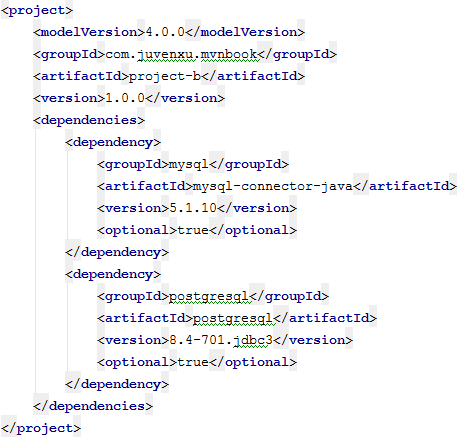 <project>
<modelVersion>4.0.0</modelVersion>
<groupId>com.juvenxu.mvnbook</groupId>
<artifactId>project-b</artifactId>
<version>1.0.0</version>
<dependencies>
<dependency>
<groupId>mysql</groupId>
<artifactId>mysql-connector-java</artifactId>
<version>5.1.10</version>
<optional>true</optional>
</dependency>
<dependency>
<groupId>postgresql</groupId>
<artifactId>postgresql</artifactId>
<version>8.4-701.jdbc3</version>
<optional>true</optional>
</dependency>
</dependencies>
</project>